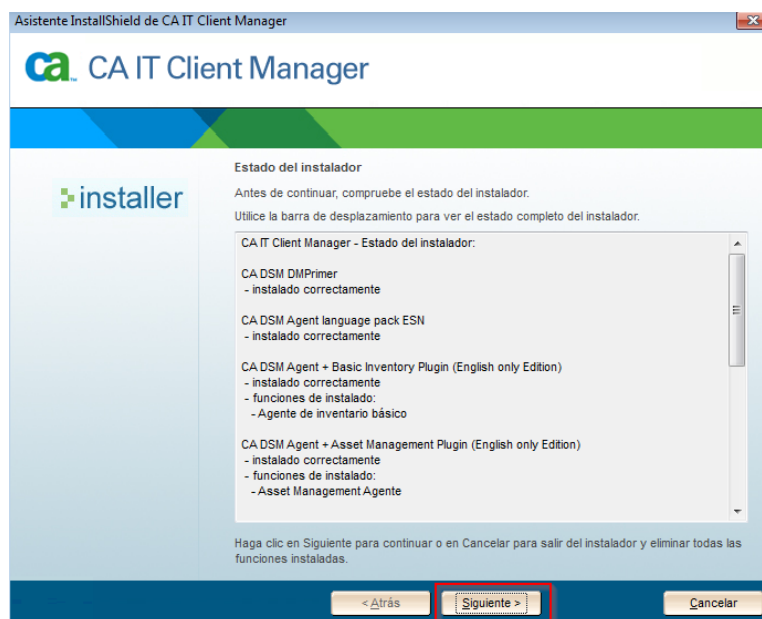 Asistente InstallShield de CA IT Client Manager
ca. CA IT Client Manager
installer
Estado del instalador
Antes de continuar, compruebe el estado del instalador.
Utilice la barra de desplazamiento para ver el estado completo del instalador.
CA IT Client Manager - Estado del instalador:
CA DSM DMPrimer
- instalado correctamente
CA DSM Agent language pack ESN
- instalado correctamente
CA DSM Agent + Basic Inventory Plugin (English only Edition)
- instalado correctamente
- funciones de instalado:
- Agente de inventario básico
CA DSM Agent + Asset Management Plugin (English only Edition)
- instalado correctamente
- funciones de instalado:
- Asset Management Agente
Haga clic en Siguiente para continuar o en Cancelar para salir del instalador y eliminar todas las
funciones instaladas.
< Atrás Siguiente > Cancelar